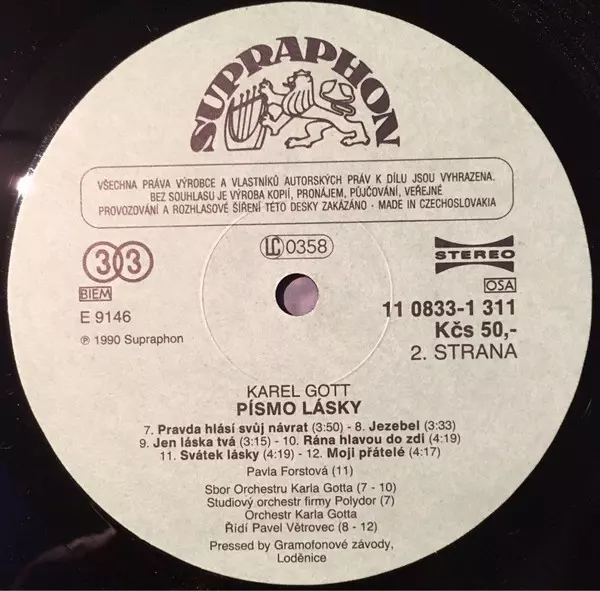 SUPRAPHON
VŠECHNA PRÁVA VÝROBCE A VLASTNÍKŮ AUTORSKÝCH PRÁV K DÍLU JSOU VYHRAZENA.
BEZ SOUHLASU JE VÝROBA KOPIÍ, PRONÁJEM, PŮJČOVÁNÍ, VEŘEJNÉ
PROVOZOVÁNÍ A ROZHLASOVÉ ŠÍŘENÍ TÉTO DESKY ZAKÁZÁNO · MADE IN CZECHOSLOVAKIA
33
BIEM
E 9146
℗ 1990 Supraphon
LC 0358
STEREO
OSA
11 0833-1 311
Kčs 50,-
2. STRANA
KAREL GOTT
PÍSMO LÁSKY
7. Pravda hlásí svůj návrat (3:50) - 8. Jezebel (3:33)
9. Jen láska tvá (3:15) - 10. Rána hlavou do zdi (4:19)
11. Svátek lásky (4:19) - 12. Moji přátelé (4:17)
Pavla Forstová (11)
Sbor Orchestru Karla Gotta (7 - 10)
Studiový orchestr firmy Polydor (7)
Orchestr Karla Gotta
Řídí Pavel Větrovec (8 - 12)
Pressed by Gramofonové závody,
Loděnice